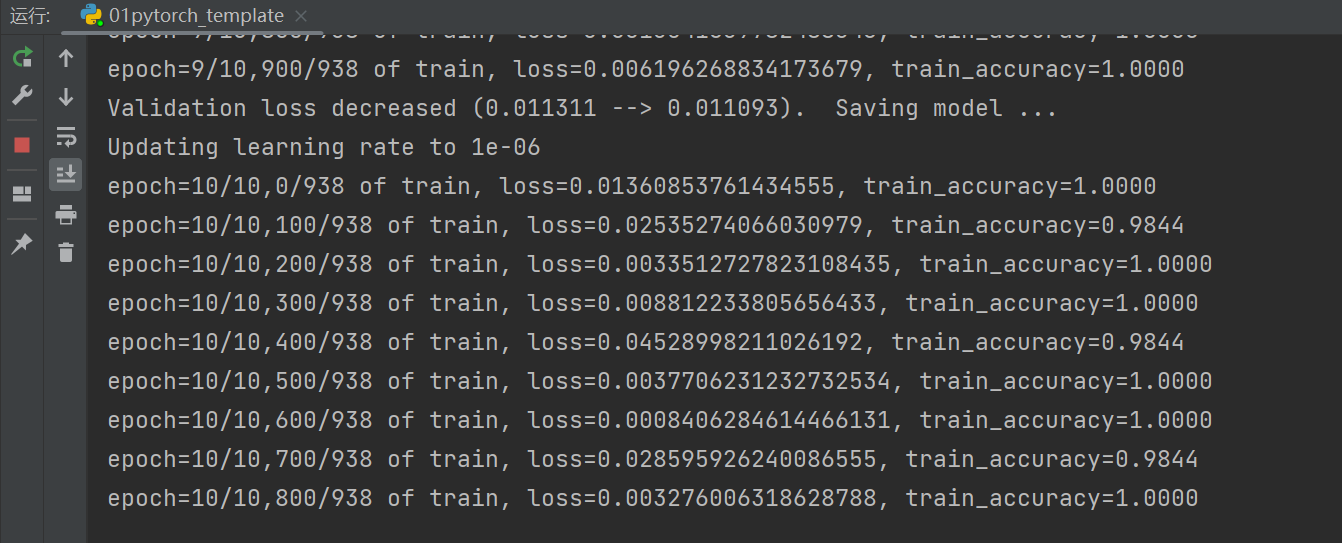 运行: 01pytorch_template
epoch=9/10,900/938 of train, loss=0.006196268834173679, train_accuracy=1.0000
Validation loss decreased (0.011311 --> 0.011093).  Saving model ...
Updating learning rate to 1e-06
epoch=10/10,0/938 of train, loss=0.01360853761434555, train_accuracy=1.0000
epoch=10/10,100/938 of train, loss=0.02535274066030979, train_accuracy=0.9844
epoch=10/10,200/938 of train, loss=0.0033512727823108435, train_accuracy=1.0000
epoch=10/10,300/938 of train, loss=0.008812233805656433, train_accuracy=1.0000
epoch=10/10,400/938 of train, loss=0.04528998211026192, train_accuracy=0.9844
epoch=10/10,500/938 of train, loss=0.0037706231232732534, train_accuracy=1.0000
epoch=10/10,600/938 of train, loss=0.0008406284614466131, train_accuracy=1.0000
epoch=10/10,700/938 of train, loss=0.028595926240086555, train_accuracy=0.9844
epoch=10/10,800/938 of train, loss=0.003276006318628788, train_accuracy=1.0000